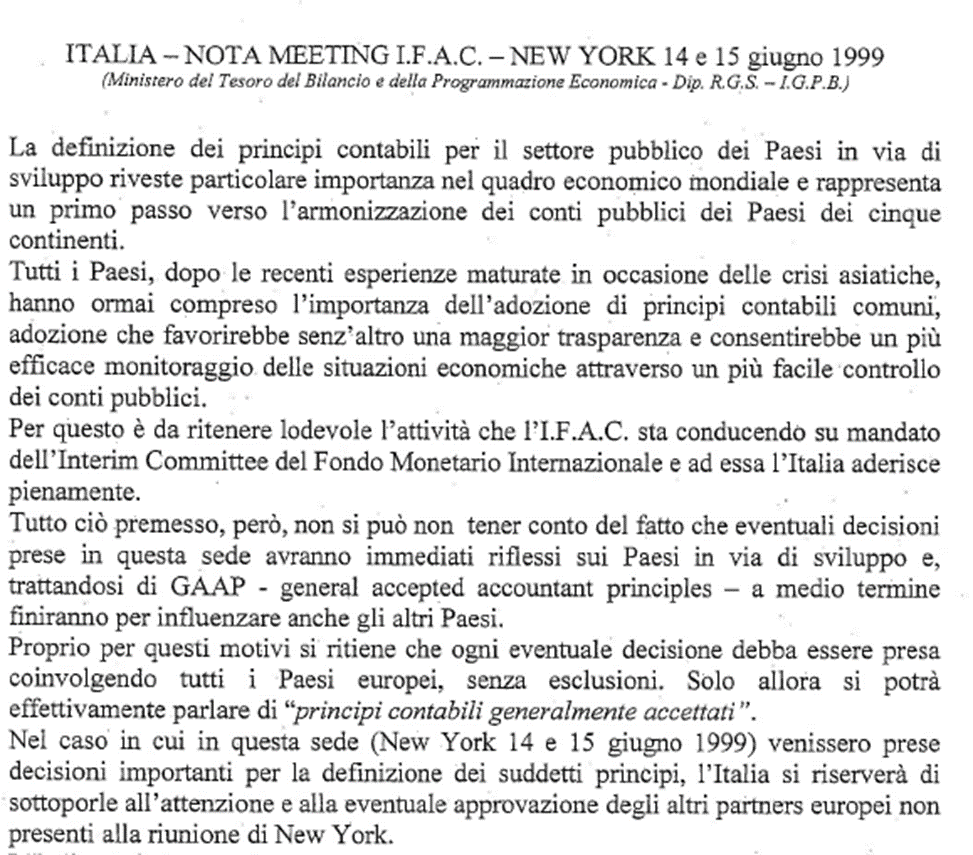 ITALIA – NOTA MEETING I.F.A.C. – NEW YORK 14 e 15 giugno 1999
(Ministero del Tesoro del Bilancio e della Programmazione Economica - Dip. R.G.S. – I.G.P.B.)
La definizione dei principi contabili per il settore pubblico dei Paesi in via di
sviluppo riveste particolare importanza nel quadro economico mondiale e rappresenta
un primo passo verso l’armonizzazione dei conti pubblici dei Paesi dei cinque
continenti.
Tutti i Paesi, dopo le recenti esperienze maturate in occasione delle crisi asiatiche,
hanno ormai compreso l’importanza dell’adozione di principi contabili comuni,
adozione che favorirebbe senz’altro una maggior trasparenza e consentirebbe un più
efficace monitoraggio delle situazioni economiche attraverso un più facile controllo
dei conti pubblici.
Per questo è da ritenere lodevole l’attività che l’I.F.A.C. sta conducendo su mandato
dell’Interim Committee del Fondo Monetario Internazionale e ad essa l’Italia aderisce
pienamente.
Tutto ciò premesso, però, non si può non tener conto del fatto che eventuali decisioni
prese in questa sede avranno immediati riflessi sui Paesi in via di sviluppo e,
trattandosi di GAAP - general accepted accountant principles – a medio termine
finiranno per influenzare anche gli altri Paesi.
Proprio per questi motivi si ritiene che ogni eventuale decisione debba essere presa
coinvolgendo tutti i Paesi europei, senza esclusioni. Solo allora si potrà
effettivamente parlare di “principi contabili generalmente accettati”.
Nel caso in cui in questa sede (New York 14 e 15 giugno 1999) venissero prese
decisioni importanti per la definizione dei suddetti principi, l’Italia si riserverà di
sottoporle all’attenzione e alla eventuale approvazione degli altri partners europei non
presenti alla riunione di New York.